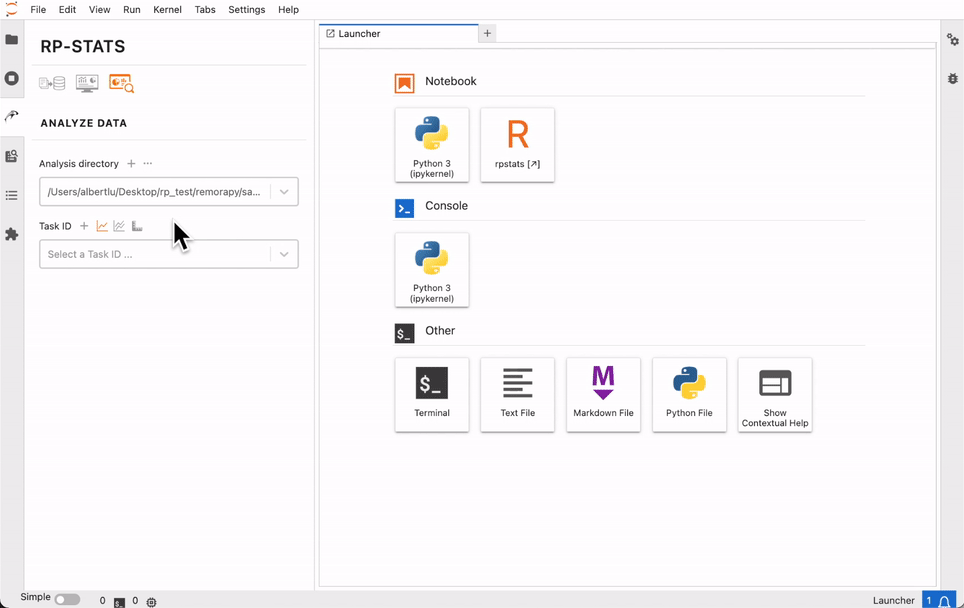 File Edit View Run Kernel Tabs Settings Help
RP-STATS
ANALYZE DATA
Analysis directory
/Users/albertlu/Desktop/rp_test/remorapy/sa...
Task ID
Select a Task ID ...
Launcher
Notebook
Python 3
(ipykernel)
R
rpstats [↗]
Console
Python 3
(ipykernel)
Other
$_
Terminal
Text File
M
Markdown File
Python File
Show
Contextual Help
Simple
0
0
Launcher
1